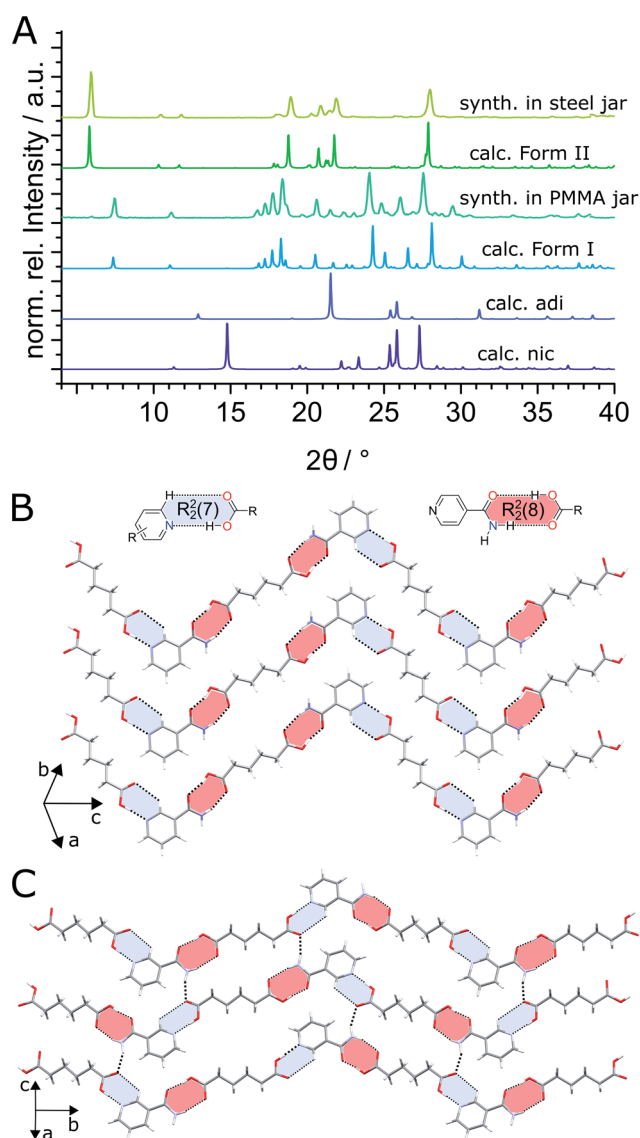 A
norm. rel. Intensity / a.u.
synth. in steel jar
calc. Form II
synth. in PMMA jar
calc. Form I
calc. adi
calc. nic
10 15 20 25 30 35 40
2θ / °
B
H O R
R²₂(7)
R N H O
N O H O
R²₂(8) R
N H O
H
b
c
a
C
c
b
a